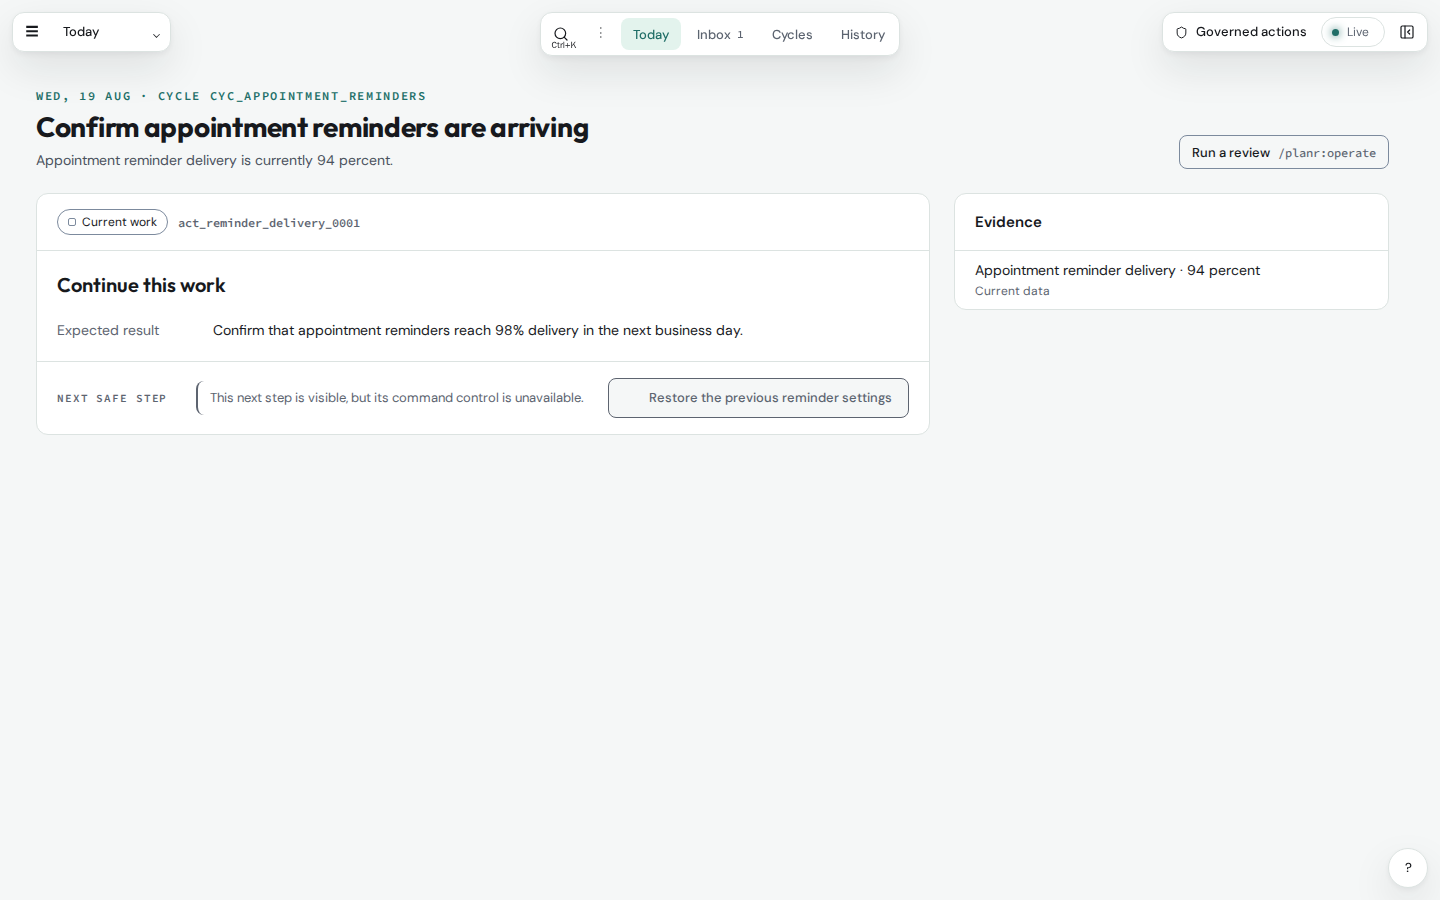 Today
Ctrl+K
Today
Inbox 1
Cycles
History
Governed actions
Live
WED, 19 AUG · CYCLE CYC_APPOINTMENT_REMINDERS
Confirm appointment reminders are arriving
Appointment reminder delivery is currently 94 percent.
Run a review /planr:operate
Current work act_reminder_delivery_0001
Continue this work
Expected result Confirm that appointment reminders reach 98% delivery in the next business day.
NEXT SAFE STEP This next step is visible, but its command control is unavailable. Restore the previous reminder settings
Evidence
Appointment reminder delivery · 94 percent
Current data
?